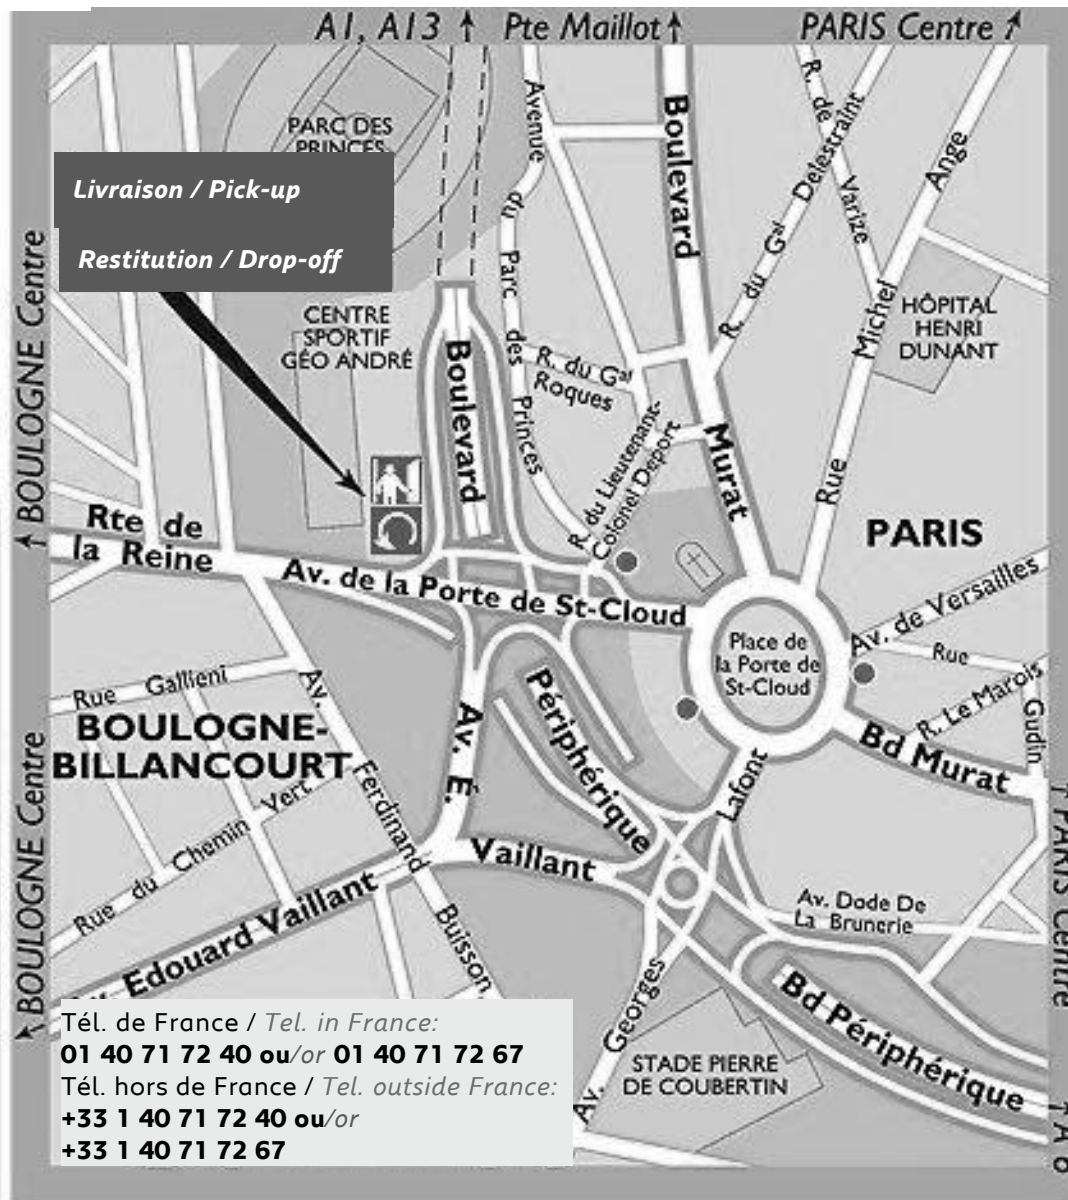 A1, A13
Pte Maillot
PARIS Centre
PARC DES
PRINCES
Livraison / Pick-up
Restitution / Drop-off
BOULOGNE Centre
CENTRE
SPORTIF
GÉO ANDRÉ
Boulevard
Avenue
du
Parc
des
Princes
R. du Gal
Roques
R. du Lieutenant-
Colonel Deport
Boulevard
Murat
R. de
Varize
R. du Gal Delestraint
Rue
Michel
Ange
HÔPITAL
HENRI
DUNANT
PARIS
Rte de
la Reine
Av. de la Porte de St-Cloud
Place de
la Porte de
St-Cloud
Av. de Versailles
Rue
Gudin
R. Le Marois
Bd Murat
Rue Gallieni
BOULOGNE-
BILLANCOURT
Av.
Ferdinand
Buisson
Rue du Chemin Vert
BOULOGNE Centre
Av. É.
Vaillant
Edouard Vaillant
Périphérique
Lafont
Georges
Av.
Av. Dode De
La Brunerie
PARIS Centre
Bd Périphérique
STADE PIERRE
DE COUBERTIN
Tél. de France / Tel. in France:
01 40 71 72 40 ou/or 01 40 71 72 67
Tél. hors de France / Tel. outside France:
+33 1 40 71 72 40 ou/or
+33 1 40 71 72 67